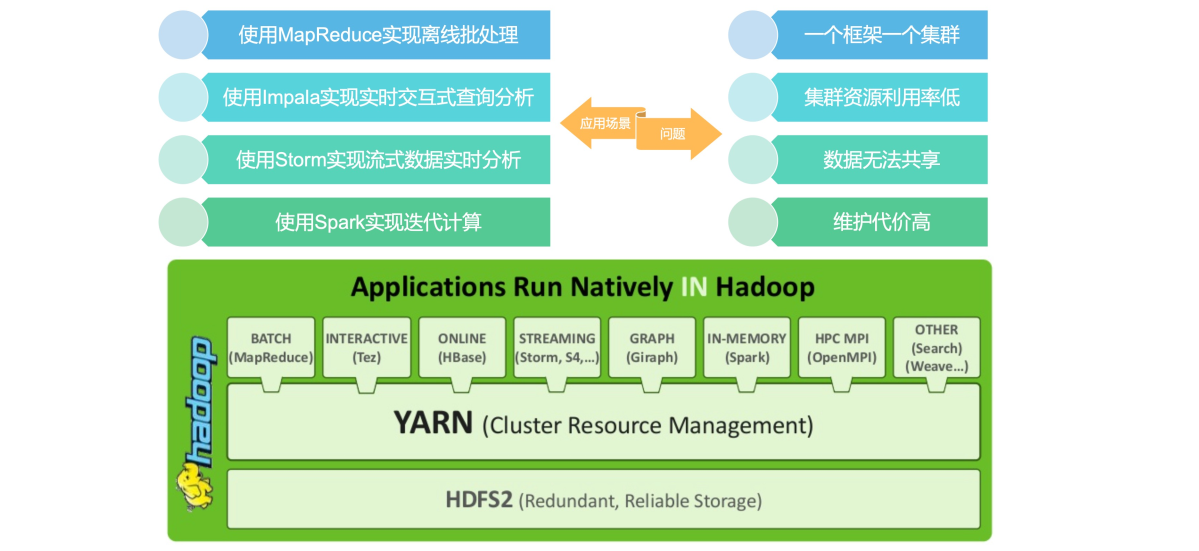 使用MapReduce实现离线批处理
使用Impala实现实时交互式查询分析
使用Storm实现流式数据实时分析
使用Spark实现迭代计算
应用场景
问题
一个框架一个集群
集群资源利用率低
数据无法共享
维护代价高
Applications Run Natively IN Hadoop
hadoop
BATCH
(MapReduce)
INTERACTIVE
(Tez)
ONLINE
(HBase)
STREAMING
(Storm, S4,...)
GRAPH
(Giraph)
IN-MEMORY
(Spark)
HPC MPI
(OpenMPI)
OTHER
(Search)
(Weave...)
YARN (Cluster Resource Management)
HDFS2 (Redundant, Reliable Storage)